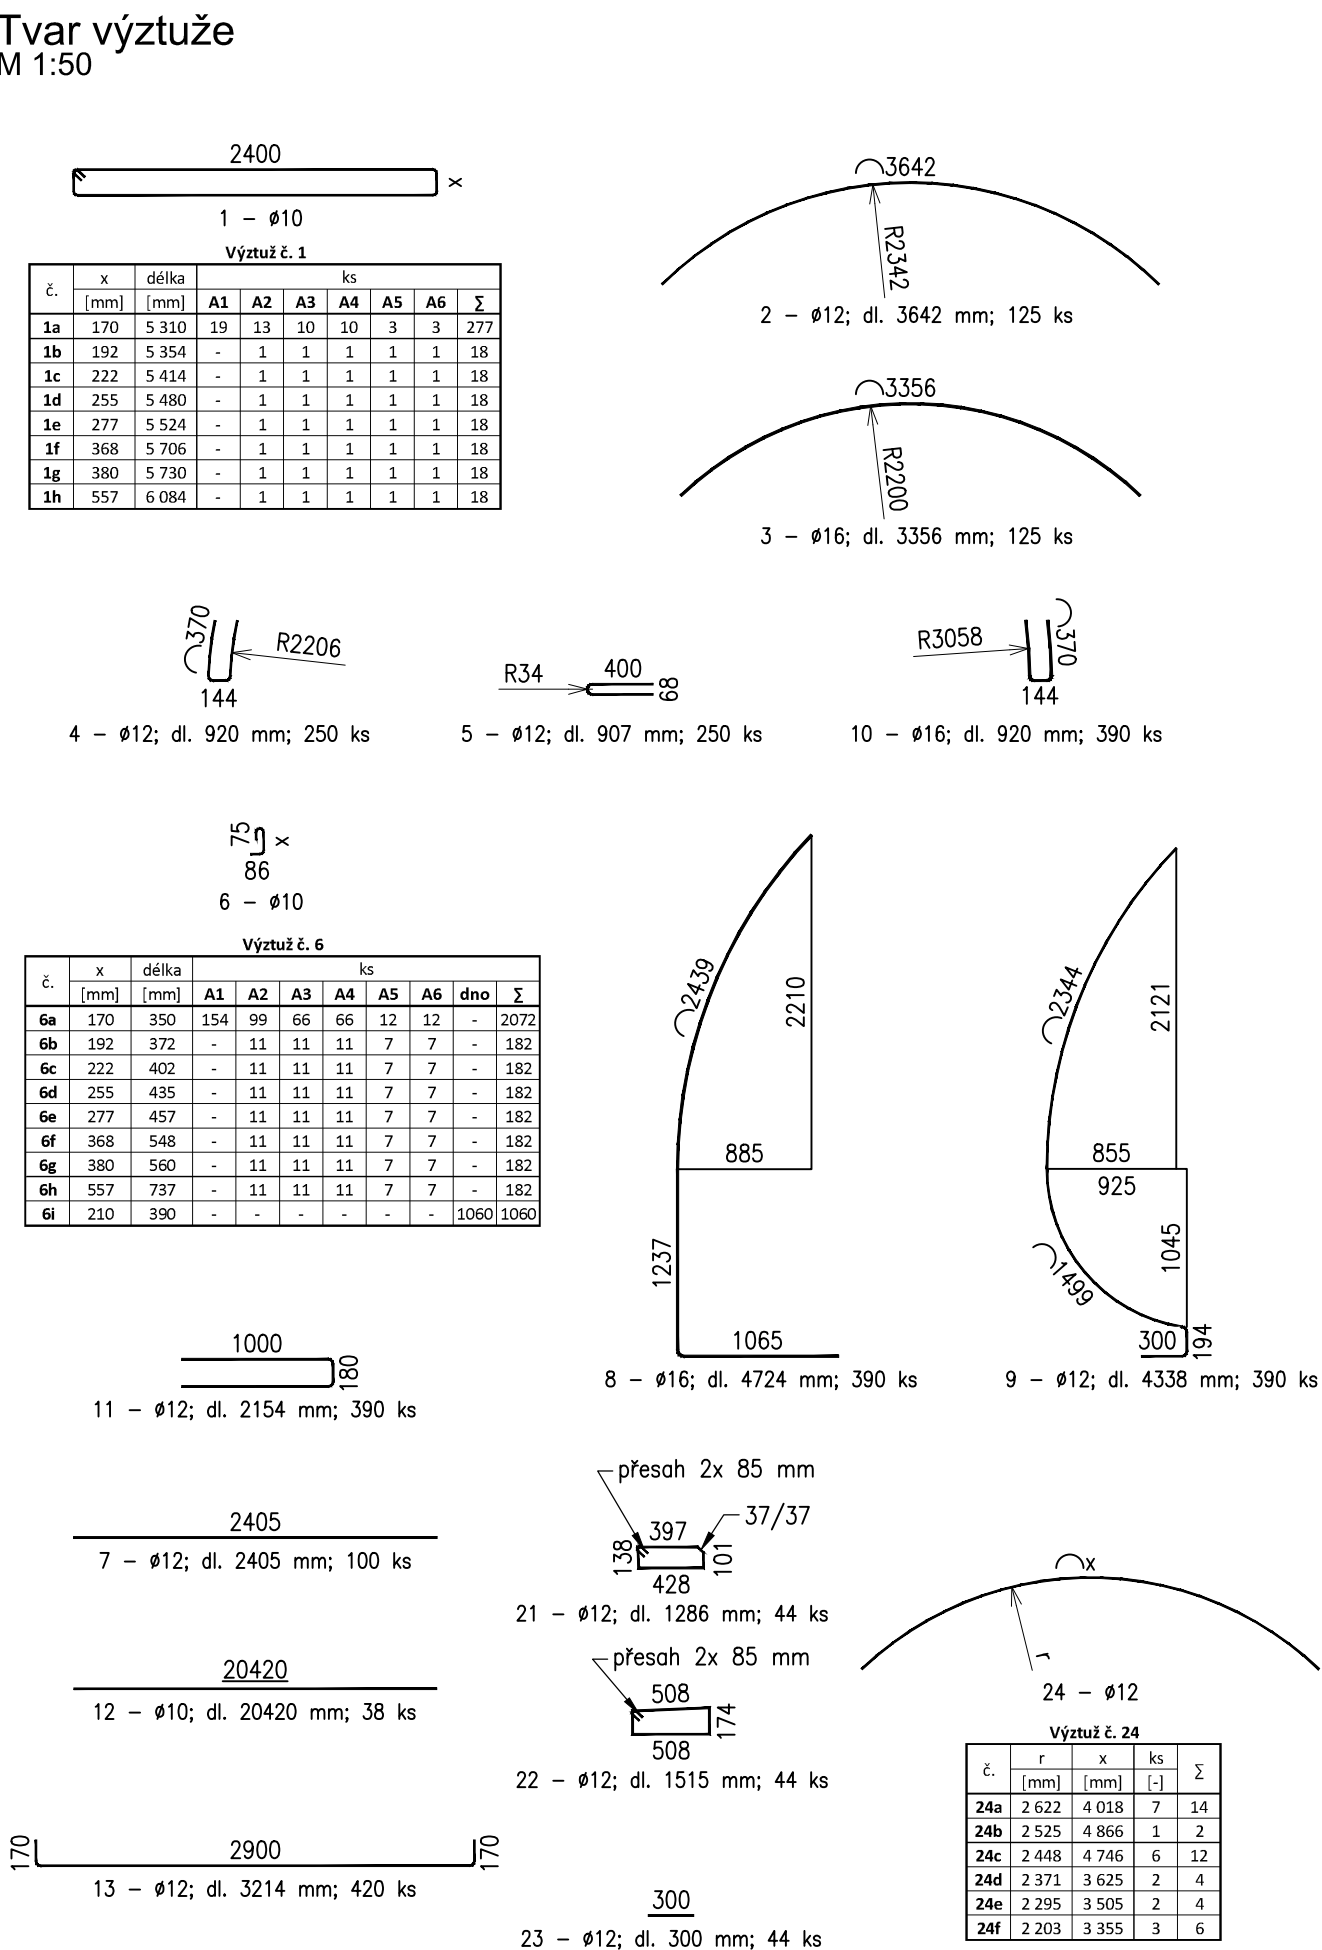 Tvar výztuže
M 1:50
2400
x
1 – ø10
Výztuž č. 1
č. x délka ks
[mm] [mm] A1 A2 A3 A4 A5 A6 ∑
1a 170 5 310 19 13 10 10 3 3 277
1b 192 5 354 - 1 1 1 1 1 18
1c 222 5 414 - 1 1 1 1 1 18
1d 255 5 480 - 1 1 1 1 1 18
1e 277 5 524 - 1 1 1 1 1 18
1f 368 5 706 - 1 1 1 1 1 18
1g 380 5 730 - 1 1 1 1 1 18
1h 557 6 084 - 1 1 1 1 1 18
3642
R2342
2 – ø12; dl. 3642 mm; 125 ks
3356
R2200
3 – ø16; dl. 3356 mm; 125 ks
370
R2206
144
4 – ø12; dl. 920 mm; 250 ks
R34
400
68
5 – ø12; dl. 907 mm; 250 ks
R3058
370
144
10 – ø16; dl. 920 mm; 390 ks
75
x
86
6 – ø10
Výztuž č. 6
č. x délka ks
[mm] [mm] A1 A2 A3 A4 A5 A6 dno ∑
6a 170 350 154 99 66 66 12 12 - 2072
6b 192 372 - 11 11 11 7 7 - 182
6c 222 402 - 11 11 11 7 7 - 182
6d 255 435 - 11 11 11 7 7 - 182
6e 277 457 - 11 11 11 7 7 - 182
6f 368 548 - 11 11 11 7 7 - 182
6g 380 560 - 11 11 11 7 7 - 182
6h 557 737 - 11 11 11 7 7 - 182
6i 210 390 - - - - - - 1060 1060
2439
2210
885
1237
1065
8 – ø16; dl. 4724 mm; 390 ks
2344
2121
855
925
1045
1499
300
194
9 – ø12; dl. 4338 mm; 390 ks
1000
180
11 – ø12; dl. 2154 mm; 390 ks
2405
7 – ø12; dl. 2405 mm; 100 ks
20420
12 – ø10; dl. 20420 mm; 38 ks
170
2900
170
13 – ø12; dl. 3214 mm; 420 ks
přesah 2x 85 mm
37/37
397
138
101
428
21 – ø12; dl. 1286 mm; 44 ks
přesah 2x 85 mm
508
174
508
22 – ø12; dl. 1515 mm; 44 ks
300
23 – ø12; dl. 300 mm; 44 ks
x
r
24 – ø12
Výztuž č. 24
č. r x ks ∑
[mm] [mm] [-]
24a 2 622 4 018 7 14
24b 2 525 4 866 1 2
24c 2 448 4 746 6 12
24d 2 371 3 625 2 4
24e 2 295 3 505 2 4
24f 2 203 3 355 3 6